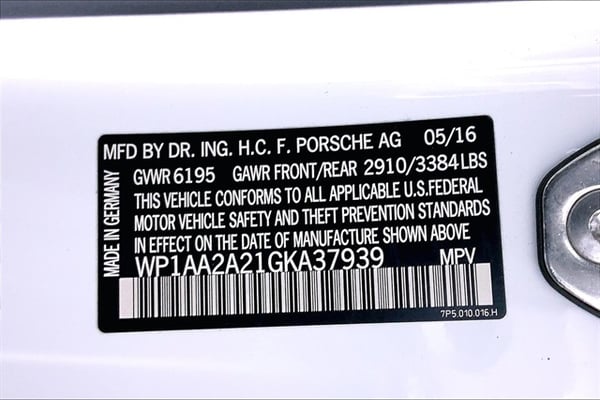 MFD BY DR. ING. H.C. F. PORSCHE AG 05/16
GVWR 6195 GAWR FRONT/REAR 2910/3384 LBS
THIS VEHICLE CONFORMS TO ALL APPLICABLE U.S.FEDERAL
MOTOR VEHICLE SAFETY AND THEFT PREVENTION STANDARDS
IN EFFECT ON THE DATE OF MANUFACTURE SHOWN ABOVE
WP1AA2A21GKA37939 MPV
MADE IN GERMANY
7P5.010.016.H